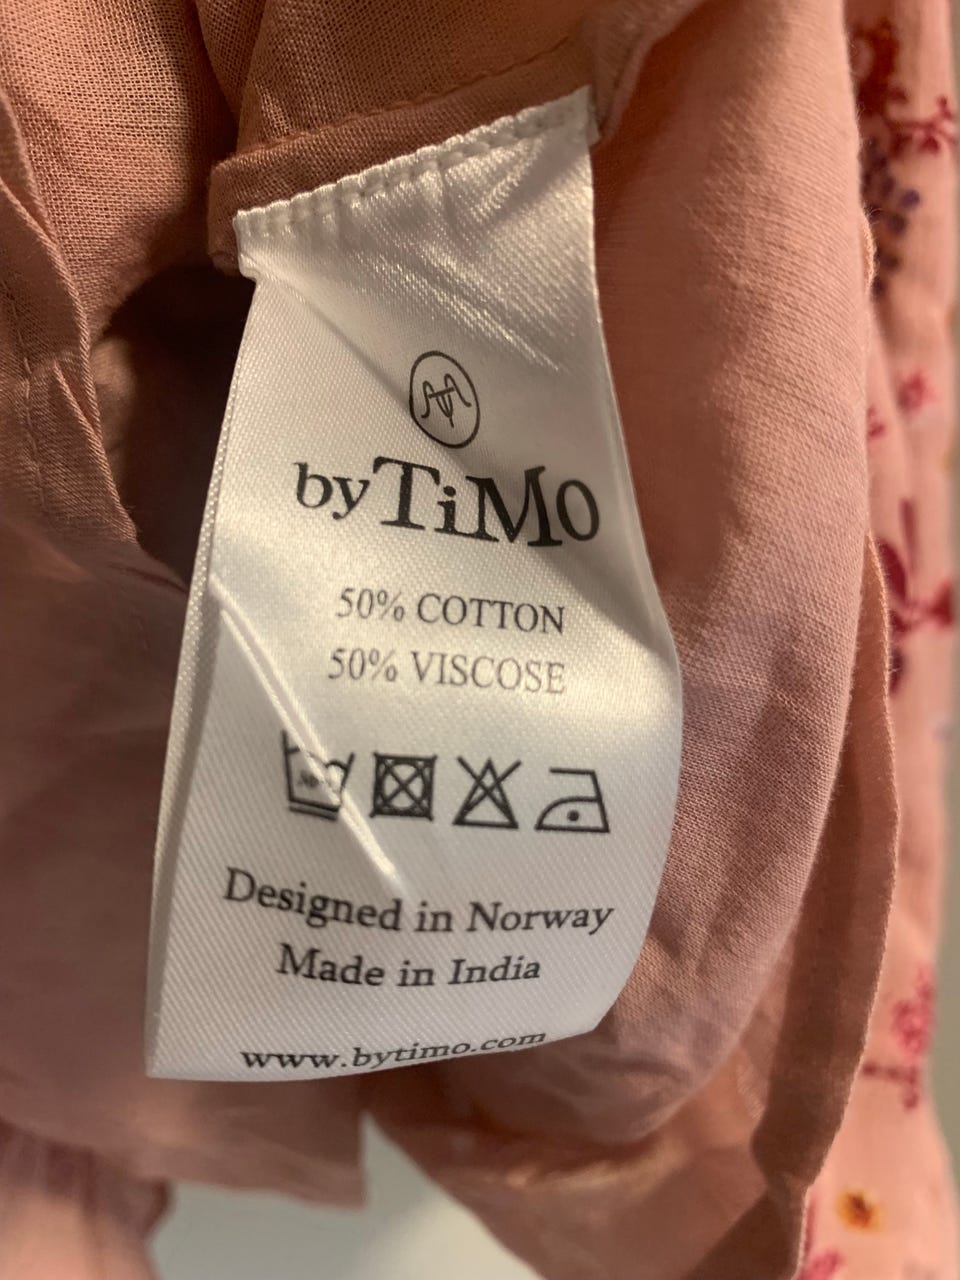 byTiMo
50% COTTON
50% VISCOSE
Designed in Norway
Made in India
www.bytimo.com